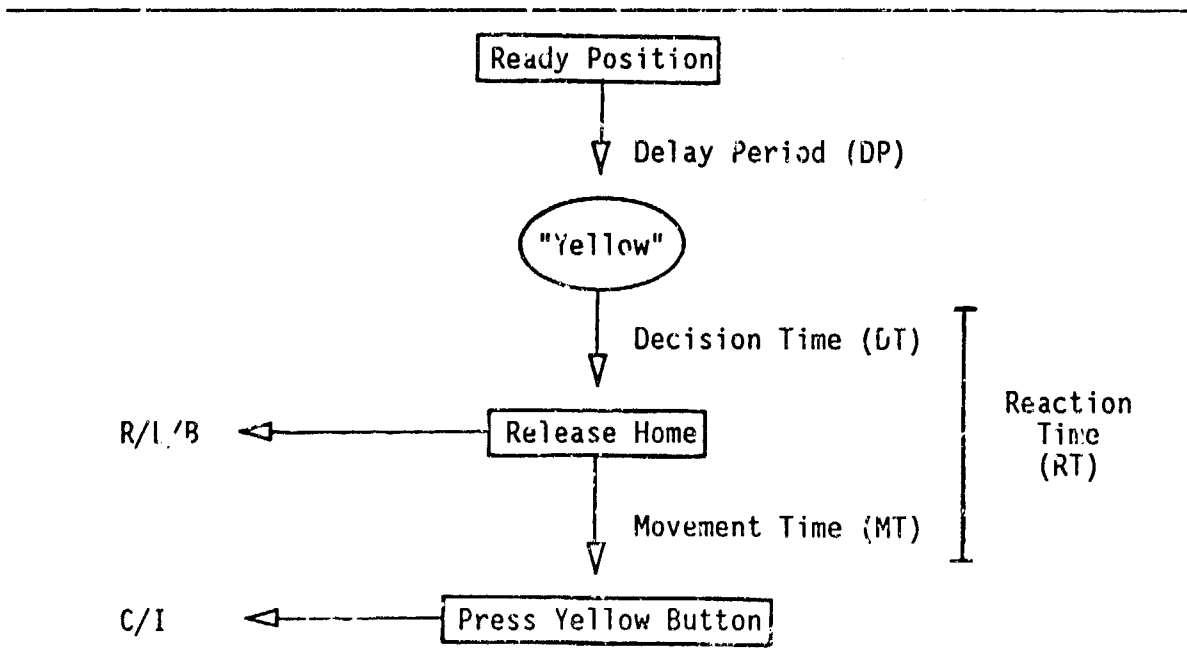 Ready Position
Delay Period (DP)
"Yellow"
Decision Time (DT)
R/L/B
Release Home
Reaction
Time
(RT)
Movement Time (MT)
C/I
Press Yellow Button